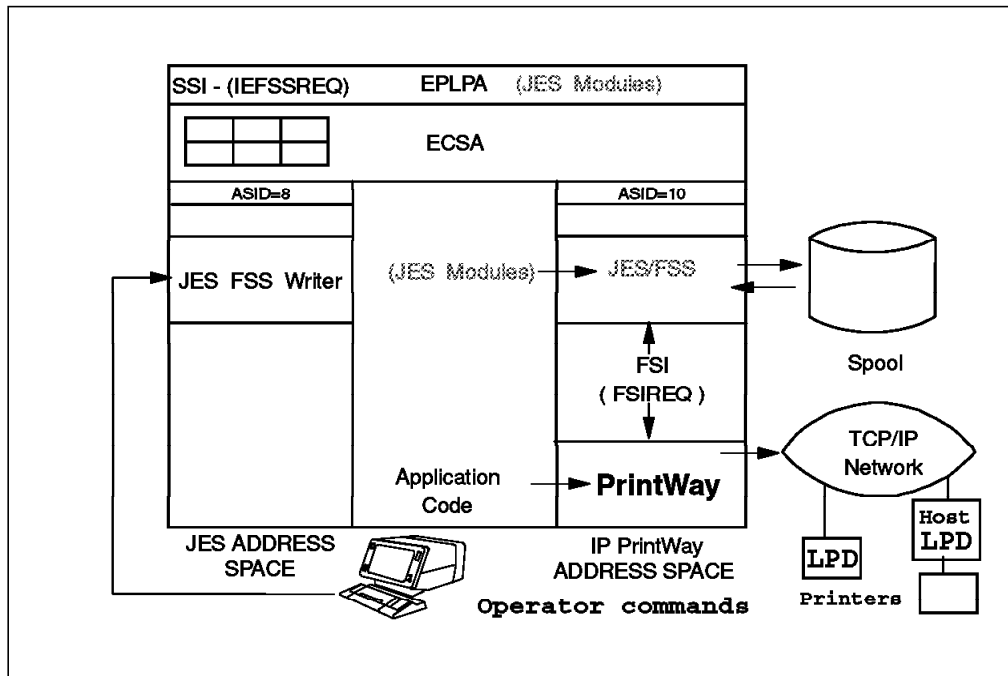 SSI - (IEFSSREQ) EPLPA (JES Modules)
ECSA
ASID=8 ASID=10
JES FSS Writer (JES Modules) JES/FSS
Spool
FSI
( FSIREQ )
TCP/IP
Network
Application
Code
PrintWay
Host
LPD
LPD
Printers
JES ADDRESS
SPACE
IP PrintWay
ADDRESS SPACE
Operator commands